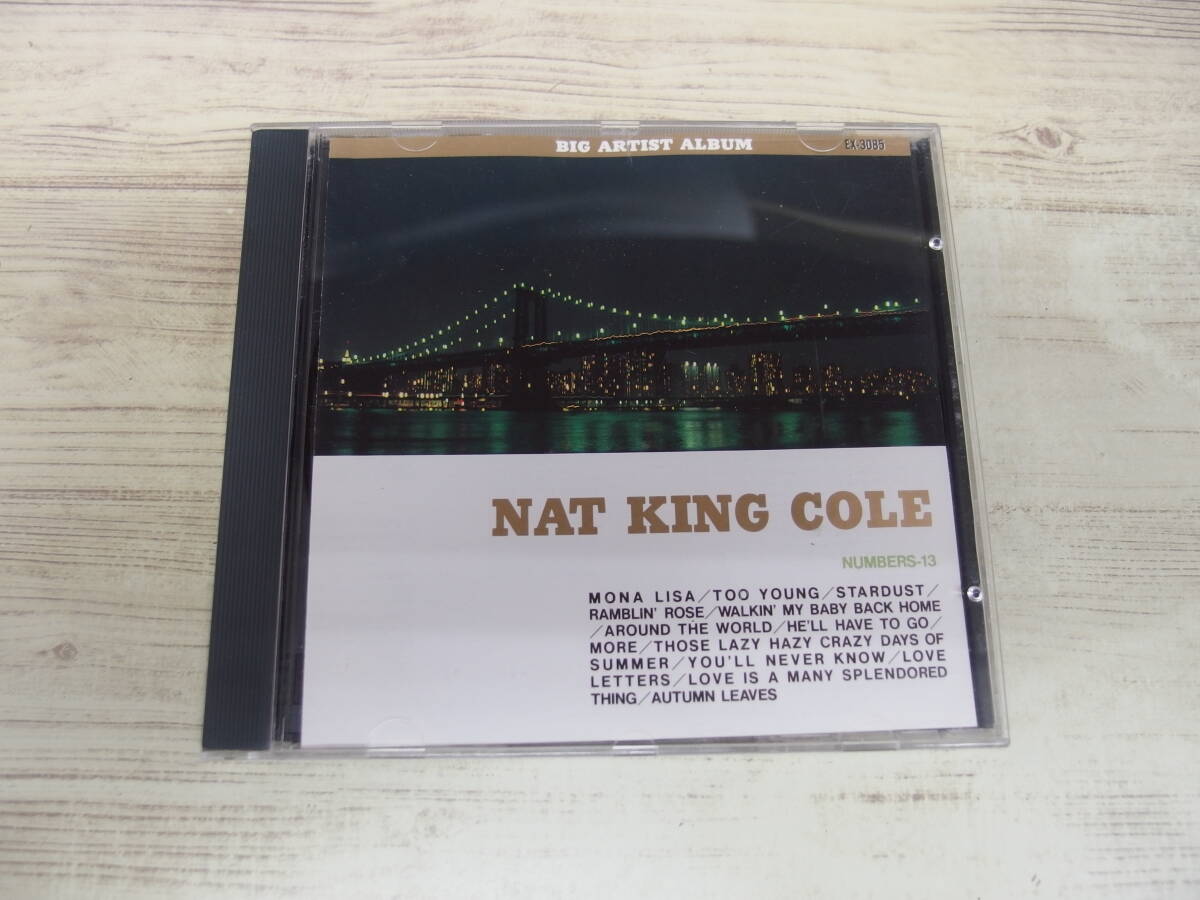 BIG ARTIST ALBUM
EX-3085
NAT KING COLE
NUMBERS-13
MONA LISA/TOO YOUNG/STARDUST/
RAMBLIN' ROSE/WALKIN' MY BABY BACK HOME
/AROUND THE WORLD/HE'LL HAVE TO GO/
MORE/THOSE LAZY HAZY CRAZY DAYS OF
SUMMER/YOU'LL NEVER KNOW/LOVE
LETTERS/LOVE IS A MANY SPLENDORED
THING/AUTUMN LEAVES